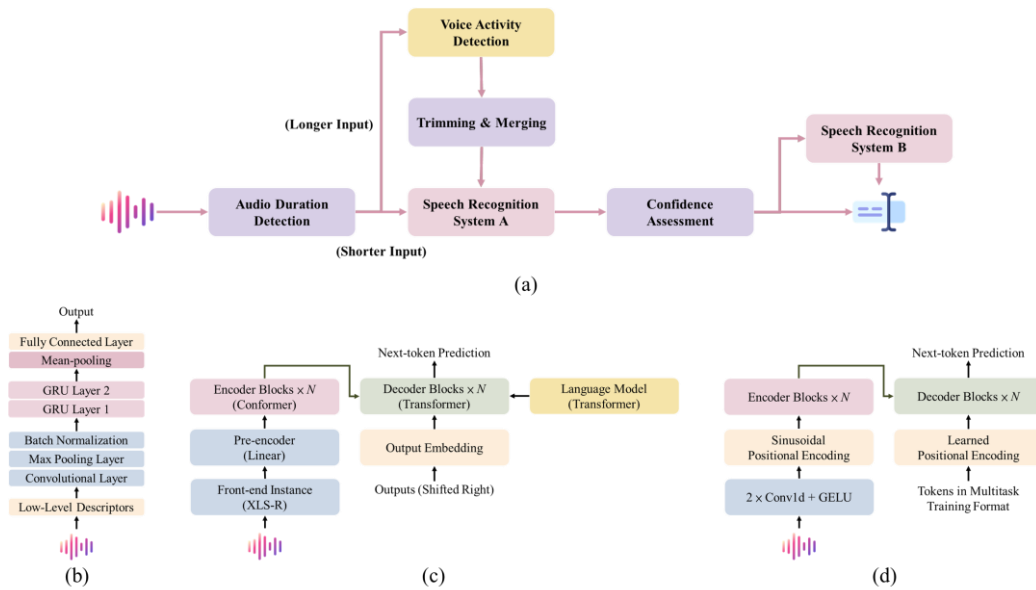 Voice Activity
Detection
(Longer Input)
Trimming & Merging
Speech Recognition
System B
Audio Duration
Detection
Speech Recognition
System A
Confidence
Assessment
(Shorter Input)
(a)
Output
Fully Connected Layer
Mean-pooling
GRU Layer 2
GRU Layer 1
Batch Normalization
Max Pooling Layer
Convolutional Layer
Low-Level Descriptors
(b)
Next-token Prediction
Encoder Blocks × N
(Conformer)
Decoder Blocks × N
(Transformer)
Language Model
(Transformer)
Pre-encoder
(Linear)
Output Embedding
Front-end Instance
(XLS-R)
Outputs (Shifted Right)
(c)
Next-token Prediction
Encoder Blocks × N
Decoder Blocks × N
Sinusoidal
Positional Encoding
Learned
Positional Encoding
2 × Conv1d + GELU
Tokens in Multitask
Training Format
(d)